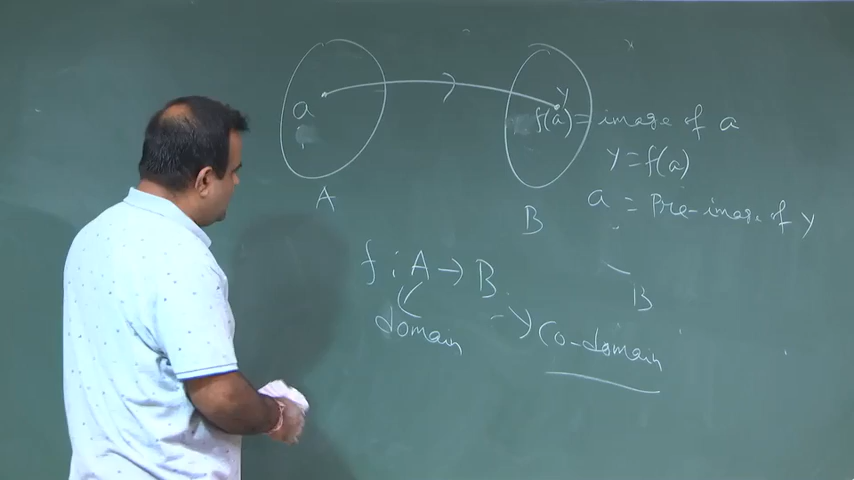 a
y
f(a) = image of a
y = f(a)
A
B
a = Pre-image of y
f : A → B
B
domain
Co-domain